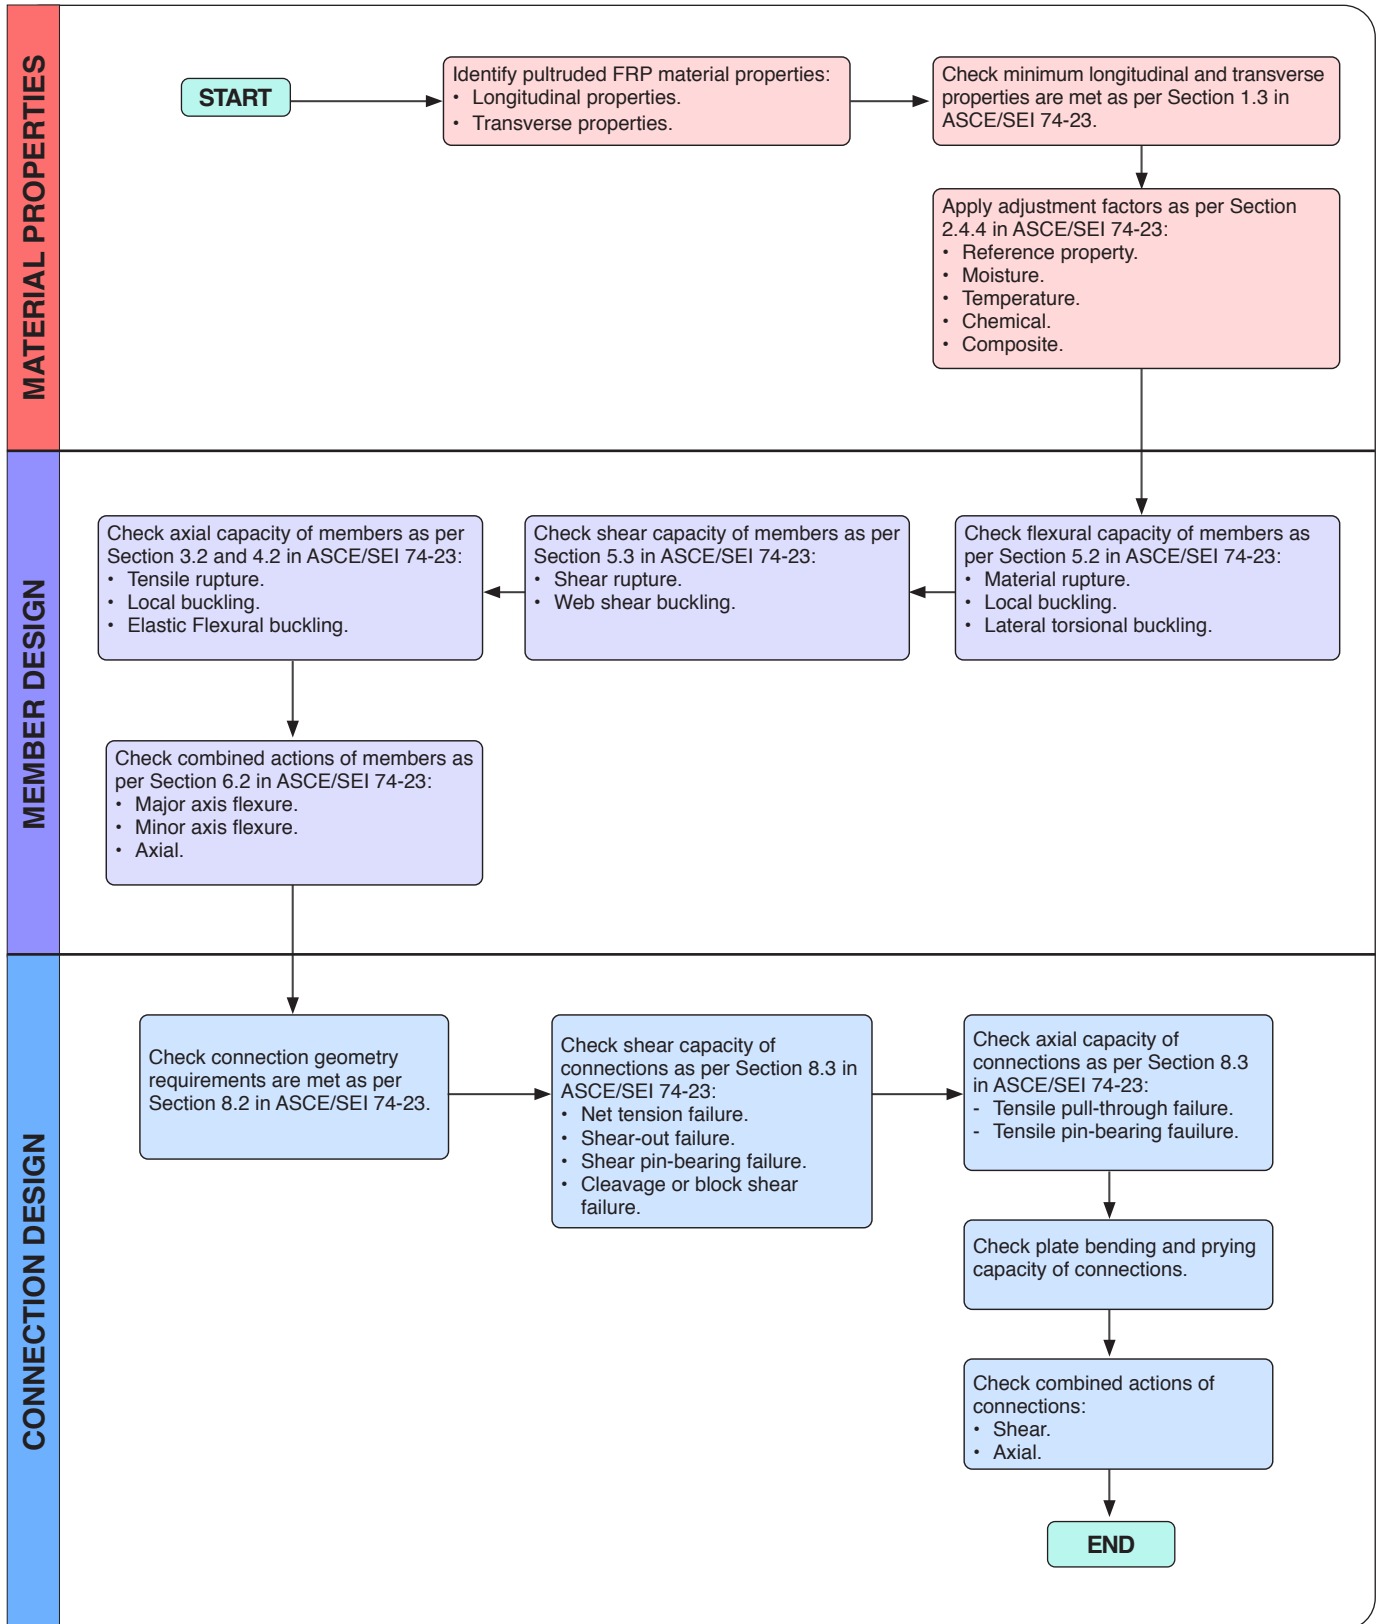 MATERIAL PROPERTIES
START
Identify pultruded FRP material properties:
• Longitudinal properties.
• Transverse properties.
Check minimum longitudinal and transverse
properties are met as per Section 1.3 in
ASCE/SEI 74-23.
Apply adjustment factors as per Section
2.4.4 in ASCE/SEI 74-23:
• Reference property.
• Moisture.
• Temperature.
• Chemical.
• Composite.
MEMBER DESIGN
Check flexural capacity of members as
per Section 5.2 in ASCE/SEI 74-23:
• Material rupture.
• Local buckling.
• Lateral torsional buckling.
Check shear capacity of members as per
Section 5.3 in ASCE/SEI 74-23:
• Shear rupture.
• Web shear buckling.
Check axial capacity of members as per
Section 3.2 and 4.2 in ASCE/SEI 74-23:
• Tensile rupture.
• Local buckling.
• Elastic Flexural buckling.
Check combined actions of members as
per Section 6.2 in ASCE/SEI 74-23:
• Major axis flexure.
• Minor axis flexure.
• Axial.
CONNECTION DESIGN
Check connection geometry
requirements are met as per
Section 8.2 in ASCE/SEI 74-23.
Check shear capacity of
connections as per Section 8.3 in
ASCE/SEI 74-23:
• Net tension failure.
• Shear-out failure.
• Shear pin-bearing failure.
• Cleavage or block shear
failure.
Check axial capacity of
connections as per Section 8.3
in ASCE/SEI 74-23:
- Tensile pull-through failure.
- Tensile pin-bearing fauilure.
Check plate bending and prying
capacity of connections.
Check combined actions of
connections:
• Shear.
• Axial.
END